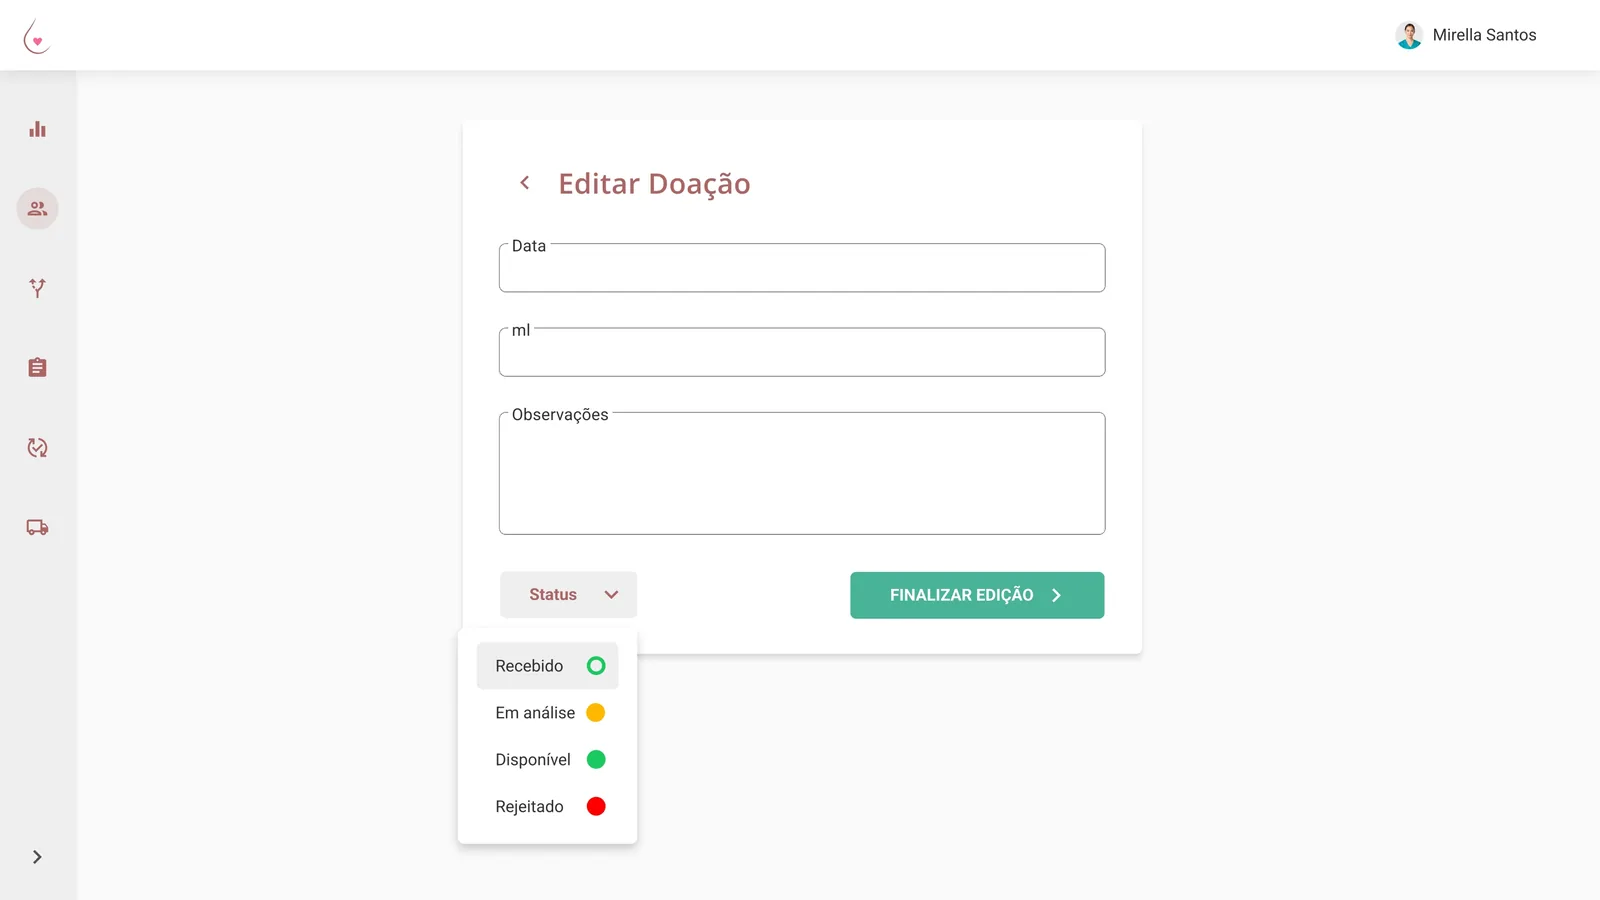 Mirella Santos
Editar Doação
Data
ml
Observações
Status
FINALIZAR EDIÇÃO
Recebido
Em análise
Disponível
Rejeitado